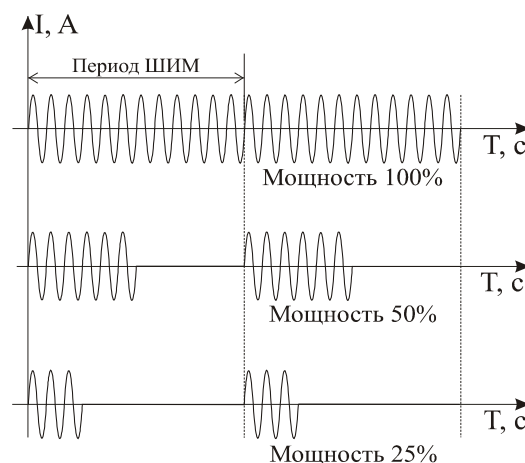 I, A
Период ШИМ
T, c
Мощность 100%
T, c
Мощность 50%
T, c
Мощность 25%